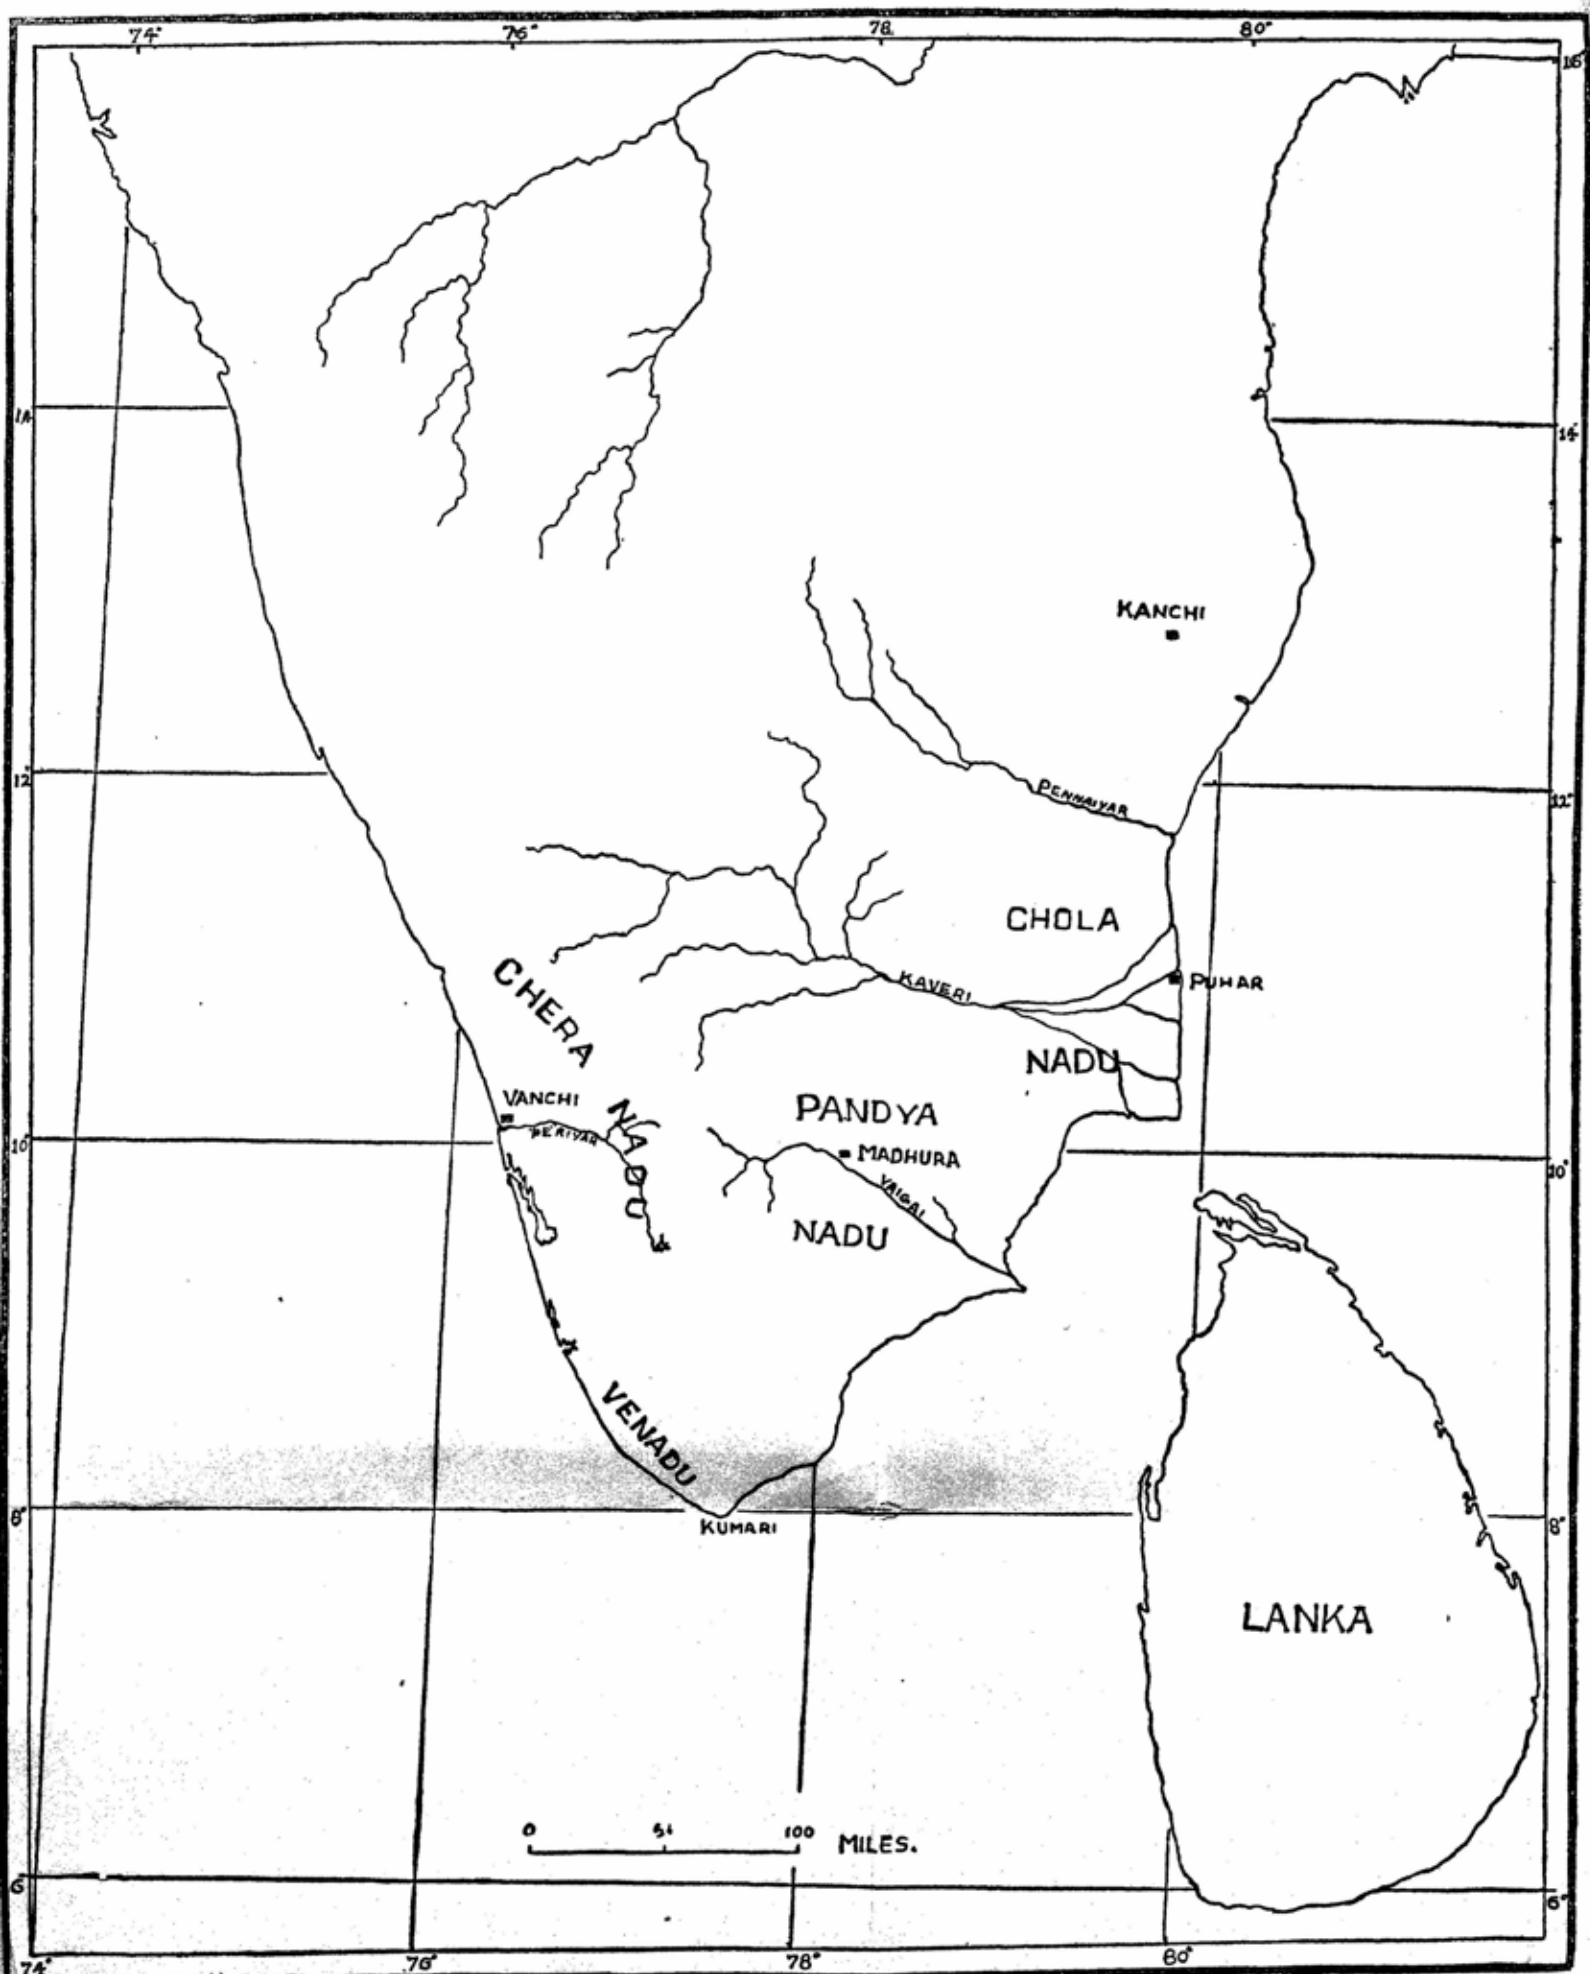 74° 76° 78. 80°
16°
14 14°
KANCHI
12° 12°
PENNAIYAR
CHOLA
KAVERI
PUHAR
CHERA
NADU
VANCHI
PERIYAR
NADU
PANDYA
MADHURA
10° 10°
VAIGAI
NADU
VENADU
8° 8°
KUMARI
LANKA
0 100 MILES.
6 6°
74° 76° 78° 80°